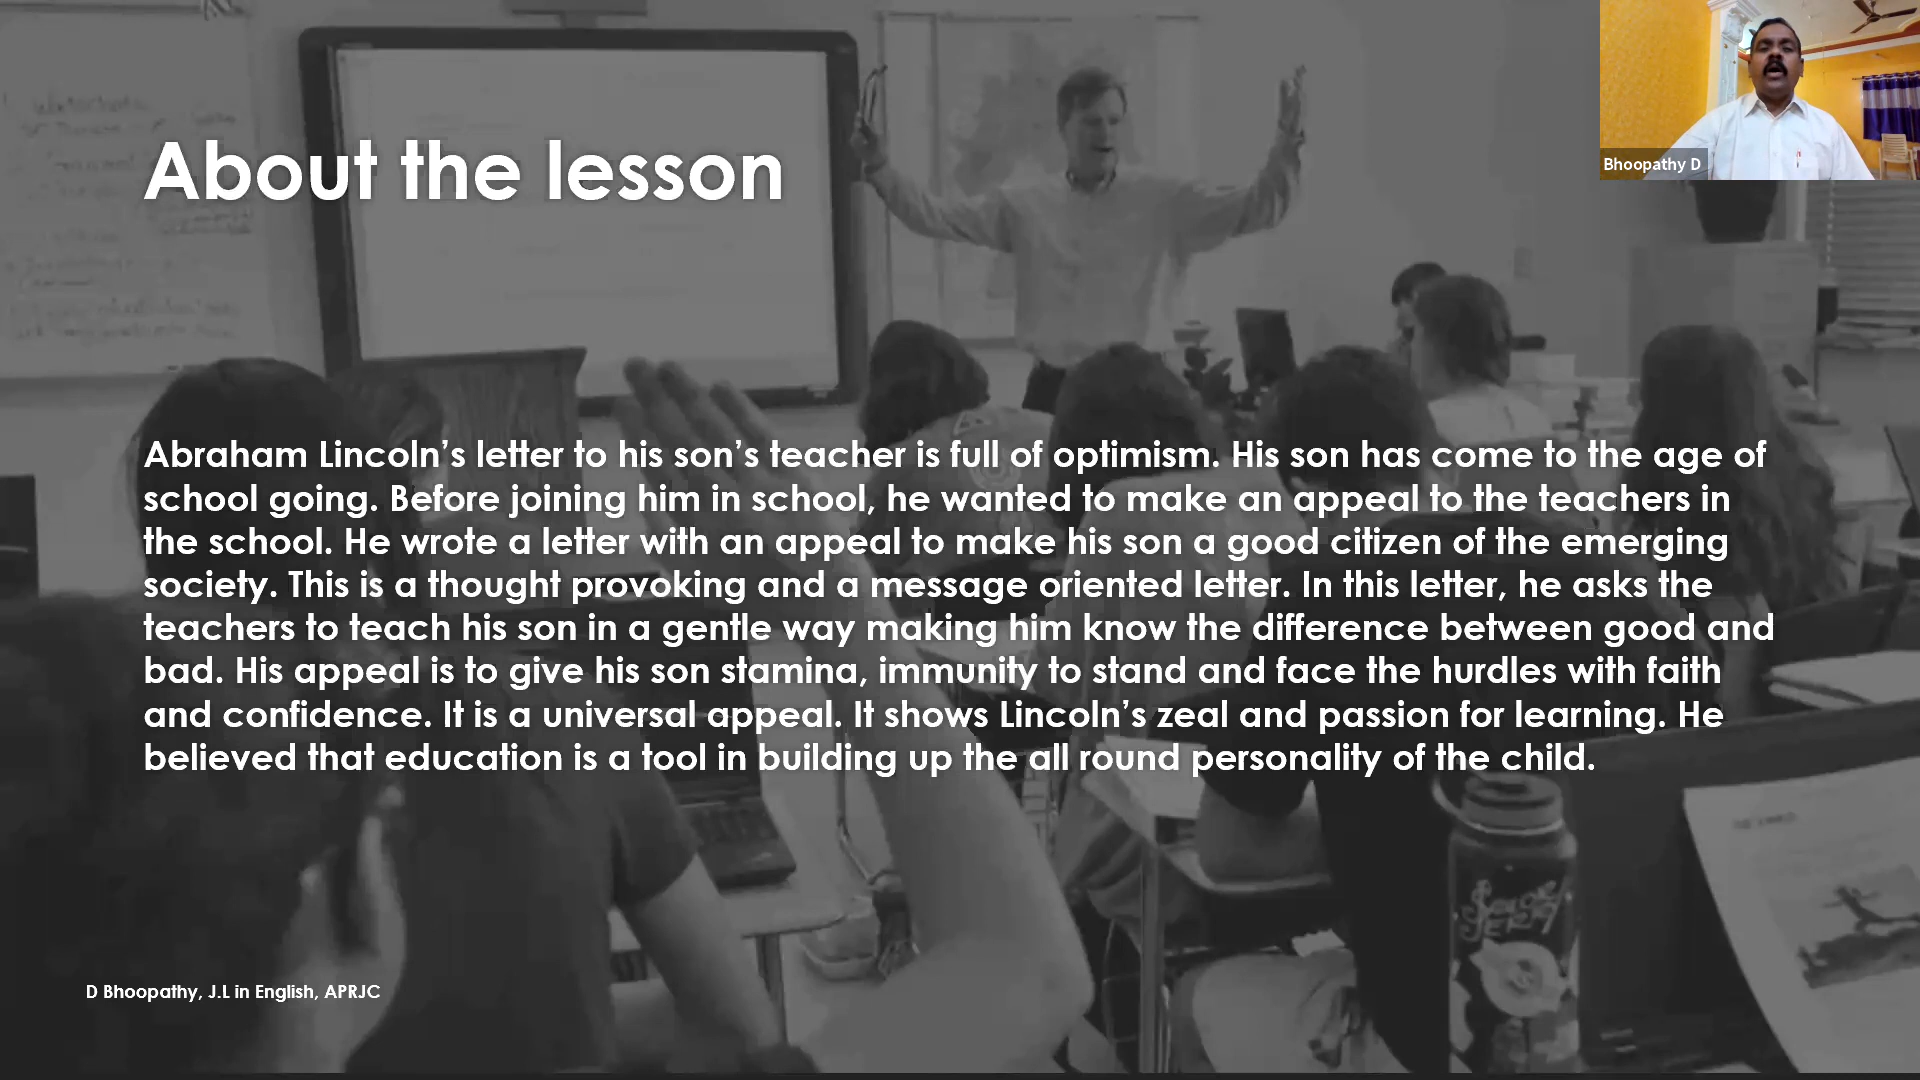 About the lesson
Bhoopathy D
Abraham Lincoln’s letter to his son’s teacher is full of optimism. His son has come to the age of
school going. Before joining him in school, he wanted to make an appeal to the teachers in
the school. He wrote a letter with an appeal to make his son a good citizen of the emerging
society. This is a thought provoking and a message oriented letter. In this letter, he asks the
teachers to teach his son in a gentle way making him know the difference between good and
bad. His appeal is to give his son stamina, immunity to stand and face the hurdles with faith
and confidence. It is a universal appeal. It shows Lincoln’s zeal and passion for learning. He
believed that education is a tool in building up the all round personality of the child.
D Bhoopathy, J.L in English, APRJC